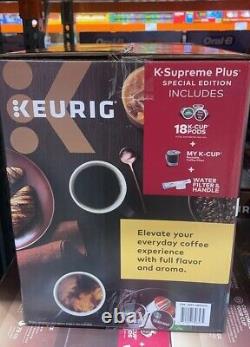 Oral-B
K-Supreme Plus
SPECIAL EDITION
INCLUDES
KEURIG
18 K-CUP
PODS
+
MY K-CUP
+
WATER
FILTER &
HANDLE
Elevate your
everyday coffee
experience
with full flavor
and aroma.